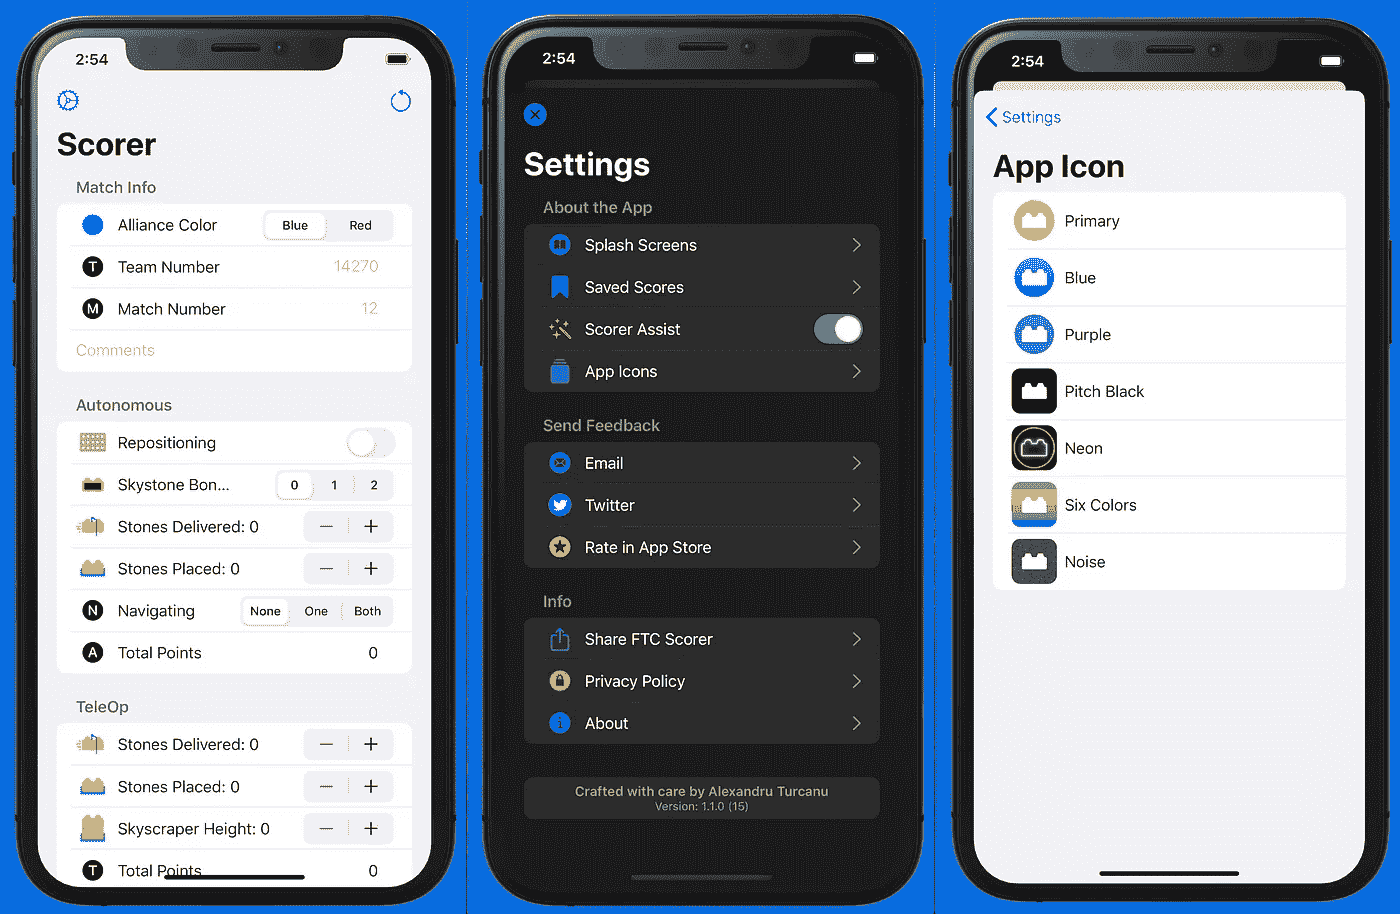 2:54
Scorer
Match Info
Alliance Color Blue Red
T Team Number 14270
M Match Number 12
Comments
Autonomous
Repositioning
Skystone Bon... 0 1 2
Stones Delivered: 0 — +
Stones Placed: 0 — +
N Navigating None One Both
A Total Points 0
TeleOp
Stones Delivered: 0 — +
Stones Placed: 0 — +
Skyscraper Height: 0 — +
T Total Points 0
2:54
Settings
About the App
Splash Screens
Saved Scores
Scorer Assist
App Icons
Send Feedback
Email
Twitter
Rate in App Store
Info
Share FTC Scorer
Privacy Policy
i About
Crafted with care by Alexandru Turcanu
Version: 1.1.0 (15)
2:54
Settings
App Icon
Primary
Blue
Purple
Pitch Black
Neon
Six Colors
Noise